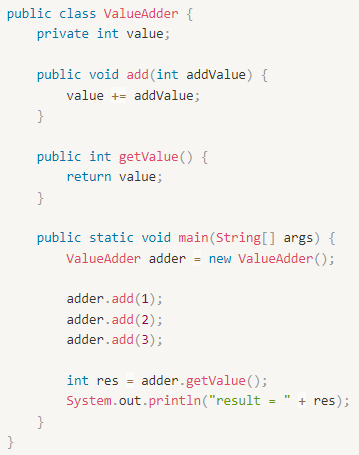 public class ValueAdder {
    private int value;

    public void add(int addValue) {
        value += addValue;
    }

    public int getValue() {
        return value;
    }

    public static void main(String[] args) {
        ValueAdder adder = new ValueAdder();

        adder.add(1);
        adder.add(2);
        adder.add(3);

        int res = adder.getValue();
        System.out.println("result = " + res);
    }
}